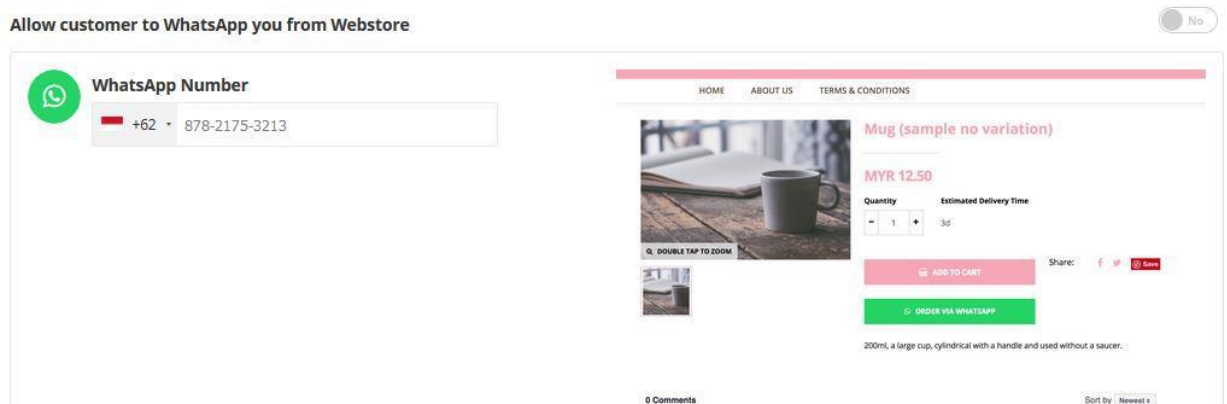 Allow customer to WhatsApp you from Webstore
No
WhatsApp Number
+62 878-2175-3213
HOME ABOUT US TERMS & CONDITIONS
Mug (sample no variation)
MYR 12.50
Quantity Estimated Delivery Time
- 1 + 3d
DOUBLE TAP TO ZOOM
Share: Save
ADD TO CART
ORDER VIA WHATSAPP
200ml, a large cup, cylindrical with a handle and used without a saucer.
0 Comments Sort by Newest